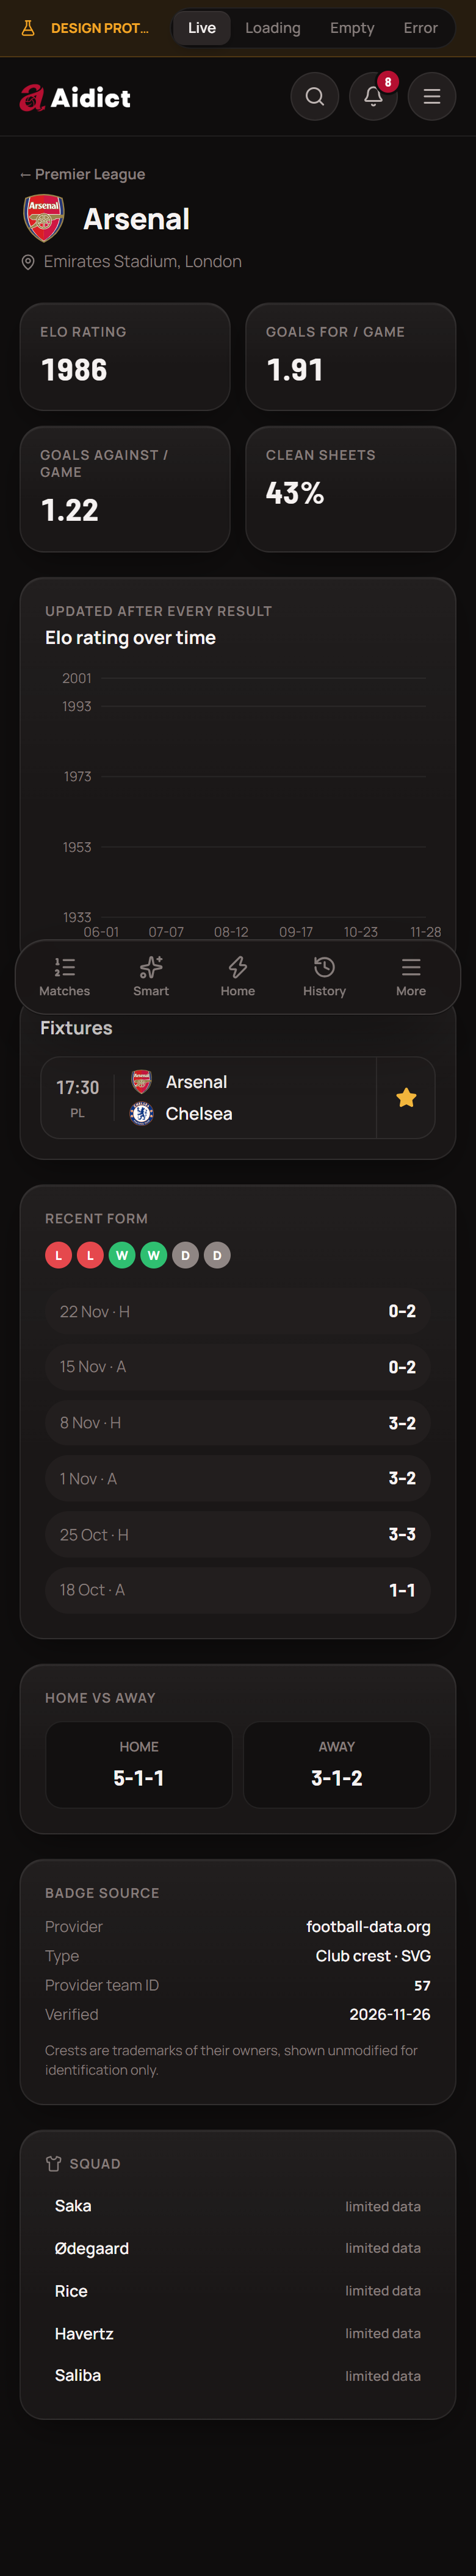 DESIGN PROT...
Live
Loading
Empty
Error
a Aidict
8
← Premier League
Arsenal
Arsenal
Emirates Stadium, London
ELO RATING
1986
GOALS FOR / GAME
1.91
GOALS AGAINST /
GAME
1.22
CLEAN SHEETS
43%
UPDATED AFTER EVERY RESULT
Elo rating over time
2001
1993
1973
1953
1933
06-01 07-07 08-12 09-17 10-23 11-28
Matches
Smart
Home
History
More
Fixtures
17:30
PL
Arsenal
Chelsea
RECENT FORM
L L W W D D
22 Nov · H 0-2
15 Nov · A 0-2
8 Nov · H 3-2
1 Nov · A 3-2
25 Oct · H 3-3
18 Oct · A 1-1
HOME VS AWAY
HOME
5-1-1
AWAY
3-1-2
BADGE SOURCE
Provider football-data.org
Type Club crest · SVG
Provider team ID 57
Verified 2026-11-26
Crests are trademarks of their owners, shown unmodified for
identification only.
SQUAD
Saka limited data
Ødegaard limited data
Rice limited data
Havertz limited data
Saliba limited data